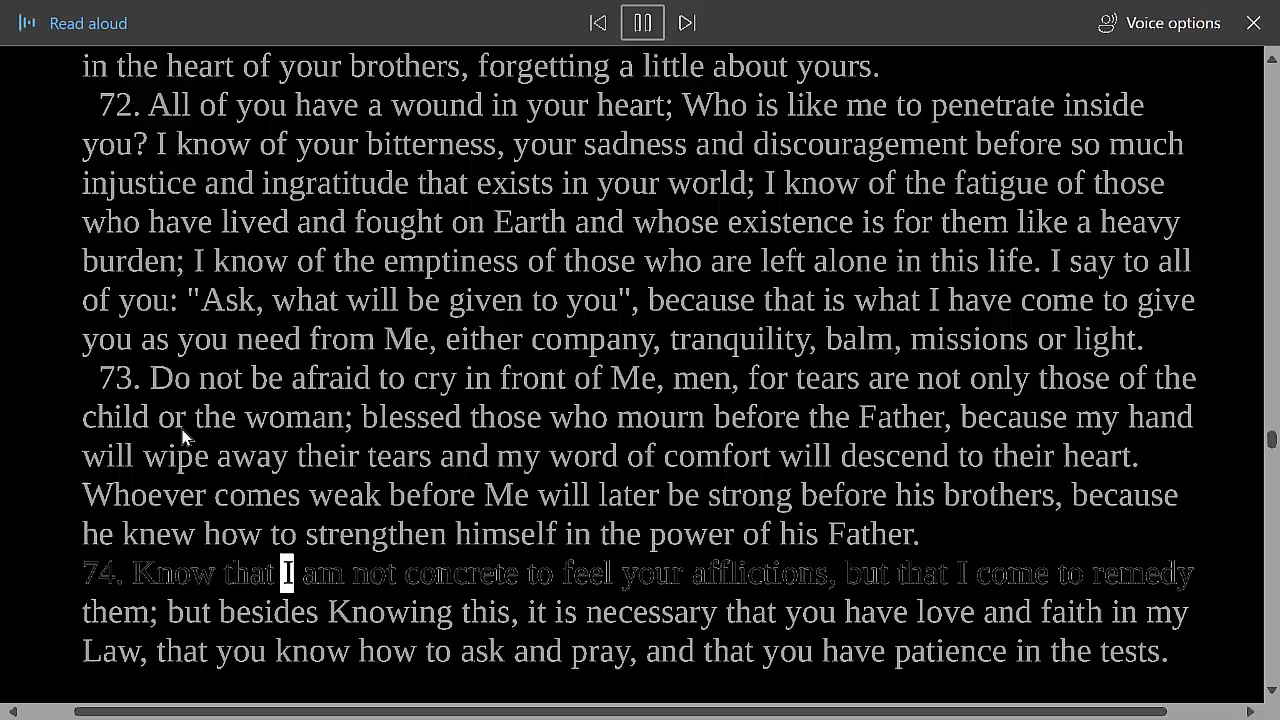 Read aloud
Voice options
in the heart of your brothers, forgetting a little about yours.
72. All of you have a wound in your heart; Who is like me to penetrate inside
you? I know of your bitterness, your sadness and discouragement before so much
injustice and ingratitude that exists in your world; I know of the fatigue of those
who have lived and fought on Earth and whose existence is for them like a heavy
burden; I know of the emptiness of those who are left alone in this life. I say to all
of you: "Ask, what will be given to you", because that is what I have come to give
you as you need from Me, either company, tranquility, balm, missions or light.
73. Do not be afraid to cry in front of Me, men, for tears are not only those of the
child or the woman; blessed those who mourn before the Father, because my hand
will wipe away their tears and my word of comfort will descend to their heart.
Whoever comes weak before Me will later be strong before his brothers, because
he knew how to strengthen himself in the power of his Father.
74. Know that I am not concrete to feel your afflictions, but that I come to remedy
them; but besides Knowing this, it is necessary that you have love and faith in my
Law, that you know how to ask and pray, and that you have patience in the tests.